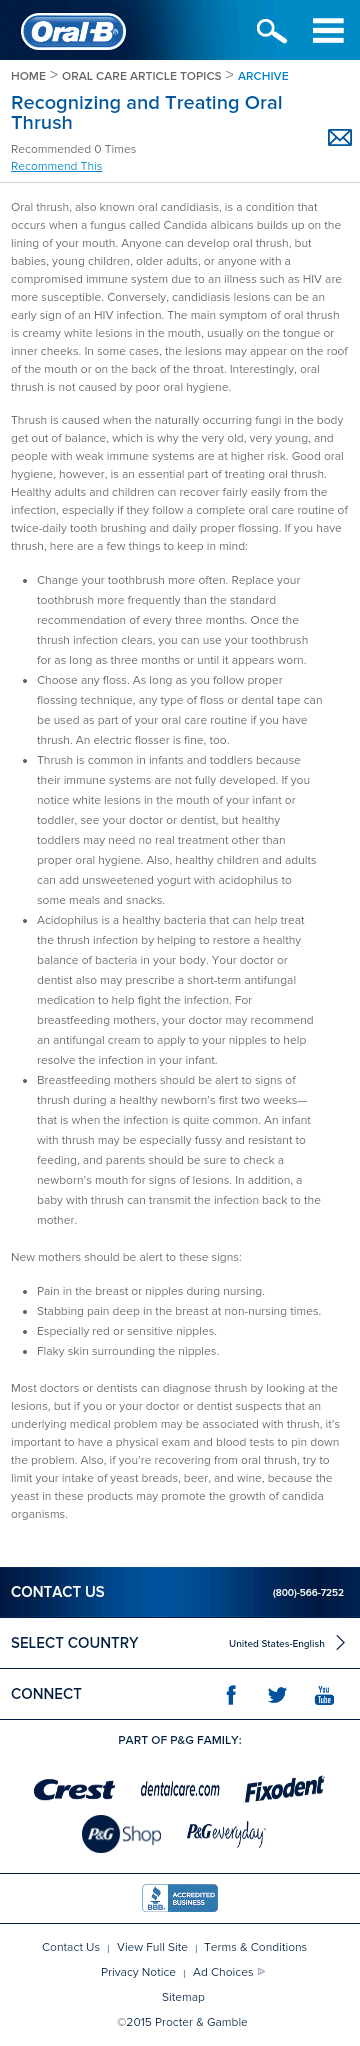 Oral-B®
HOME > ORAL CARE ARTICLE TOPICS > ARCHIVE
Recognizing and Treating Oral
Thrush
Recommended 0 Times
Recommend This
Oral thrush, also known oral candidiasis, is a condition that
occurs when a fungus called Candida albicans builds up on the
lining of your mouth. Anyone can develop oral thrush, but
babies, young children, older adults, or anyone with a
compromised immune system due to an illness such as HIV are
more susceptible. Conversely, candidiasis lesions can be an
early sign of an HIV infection. The main symptom of oral thrush
is creamy white lesions in the mouth, usually on the tongue or
inner cheeks. In some cases, the lesions may appear on the roof
of the mouth or on the back of the throat. Interestingly, oral
thrush is not caused by poor oral hygiene.
Thrush is caused when the naturally occurring fungi in the body
get out of balance, which is why the very old, very young, and
people with weak immune systems are at higher risk. Good oral
hygiene, however, is an essential part of treating oral thrush.
Healthy adults and children can recover fairly easily from the
infection, especially if they follow a complete oral care routine of
twice-daily tooth brushing and daily proper flossing. If you have
thrush, here are a few things to keep in mind:
• Change your toothbrush more often. Replace your
toothbrush more frequently than the standard
recommendation of every three months. Once the
thrush infection clears, you can use your toothbrush
for as long as three months or until it appears worn.
• Choose any floss. As long as you follow proper
flossing technique, any type of floss or dental tape can
be used as part of your oral care routine if you have
thrush. An electric flosser is fine, too.
• Thrush is common in infants and toddlers because
their immune systems are not fully developed. If you
notice white lesions in the mouth of your infant or
toddler, see your doctor or dentist, but healthy
toddlers may need no real treatment other than
proper oral hygiene. Also, healthy children and adults
can add unsweetened yogurt with acidophilus to
some meals and snacks.
• Acidophilus is a healthy bacteria that can help treat
the thrush infection by helping to restore a healthy
balance of bacteria in your body. Your doctor or
dentist also may prescribe a short-term antifungal
medication to help fight the infection. For
breastfeeding mothers, your doctor may recommend
an antifungal cream to apply to your nipples to help
resolve the infection in your infant.
• Breastfeeding mothers should be alert to signs of
thrush during a healthy newborn's first two weeks—
that is when the infection is quite common. An infant
with thrush may be especially fussy and resistant to
feeding, and parents should be sure to check a
newborn's mouth for signs of lesions. In addition, a
baby with thrush can transmit the infection back to the
mother.
New mothers should be alert to these signs:
• Pain in the breast or nipples during nursing.
• Stabbing pain deep in the breast at non-nursing times.
• Especially red or sensitive nipples.
• Flaky skin surrounding the nipples.
Most doctors or dentists can diagnose thrush by looking at the
lesions, but if you or your doctor or dentist suspects that an
underlying medical problem may be associated with thrush, it's
important to have a physical exam and blood tests to pin down
the problem. Also, if you're recovering from oral thrush, try to
limit your intake of yeast breads, beer, and wine, because the
yeast in these products may promote the growth of candida
organisms.
CONTACT US (800)-566-7252
SELECT COUNTRY United States-English
CONNECT f You Tube
PART OF P&G FAMILY:
Crest dentalcare.com Fixodent
P&G Shop P&G everyday
BBB. ACCREDITED BUSINESS
Contact Us | View Full Site | Terms & Conditions
Privacy Notice | Ad Choices
Sitemap
©2015 Procter & Gamble